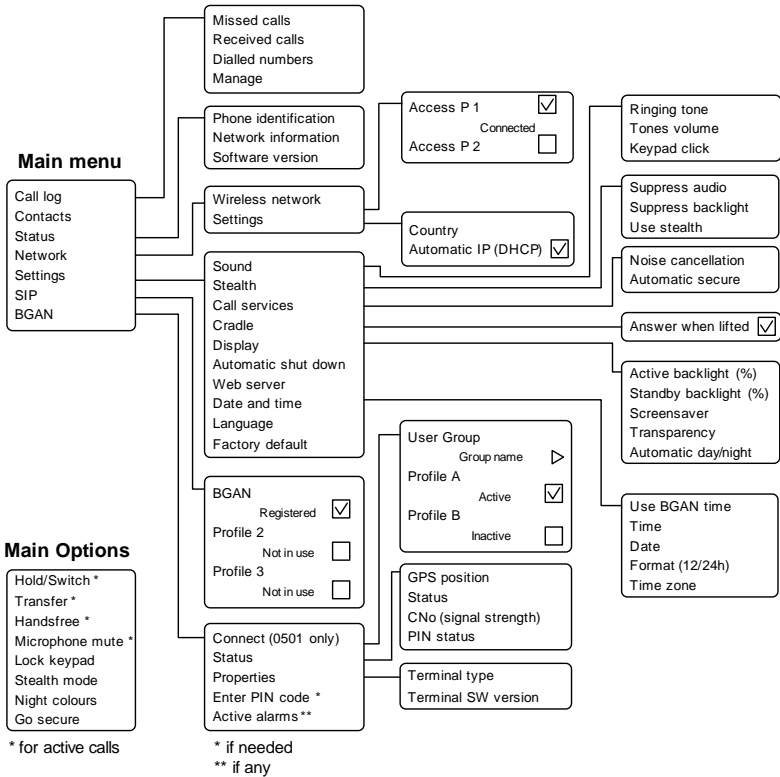 Main menu
Call log
Contacts
Status
Network
Settings
SIP
BGAN
Missed calls
Received calls
Dialled numbers
Manage
Phone identification
Network information
Software version
Wireless network
Settings
Access P 1
Connected
Access P 2
Country
Automatic IP (DHCP)
Sound
Stealth
Call services
Cradle
Display
Automatic shut down
Web server
Date and time
Language
Factory default
Ringing tone
Tones volume
Keypad click
Suppress audio
Suppress backlight
Use stealth
Noise cancellation
Automatic secure
Answer when lifted
Active backlight (%)
Standby backlight (%)
Screensaver
Transparency
Automatic day/night
Use BGAN time
Time
Date
Format (12/24h)
Time zone
BGAN
Registered
Profile 2
Not in use
Profile 3
Not in use
User Group
Group name
Profile A
Active
Profile B
Inactive
Connect (0501 only)
Status
Properties
Enter PIN code *
Active alarms **
* if needed
** if any
GPS position
Status
CNo (signal strength)
PIN status
Terminal type
Terminal SW version
Main Options
Hold/Switch *
Transfer *
Handsfree *
Microphone mute *
Lock keypad
Stealth mode
Night colours
Go secure
* for active calls